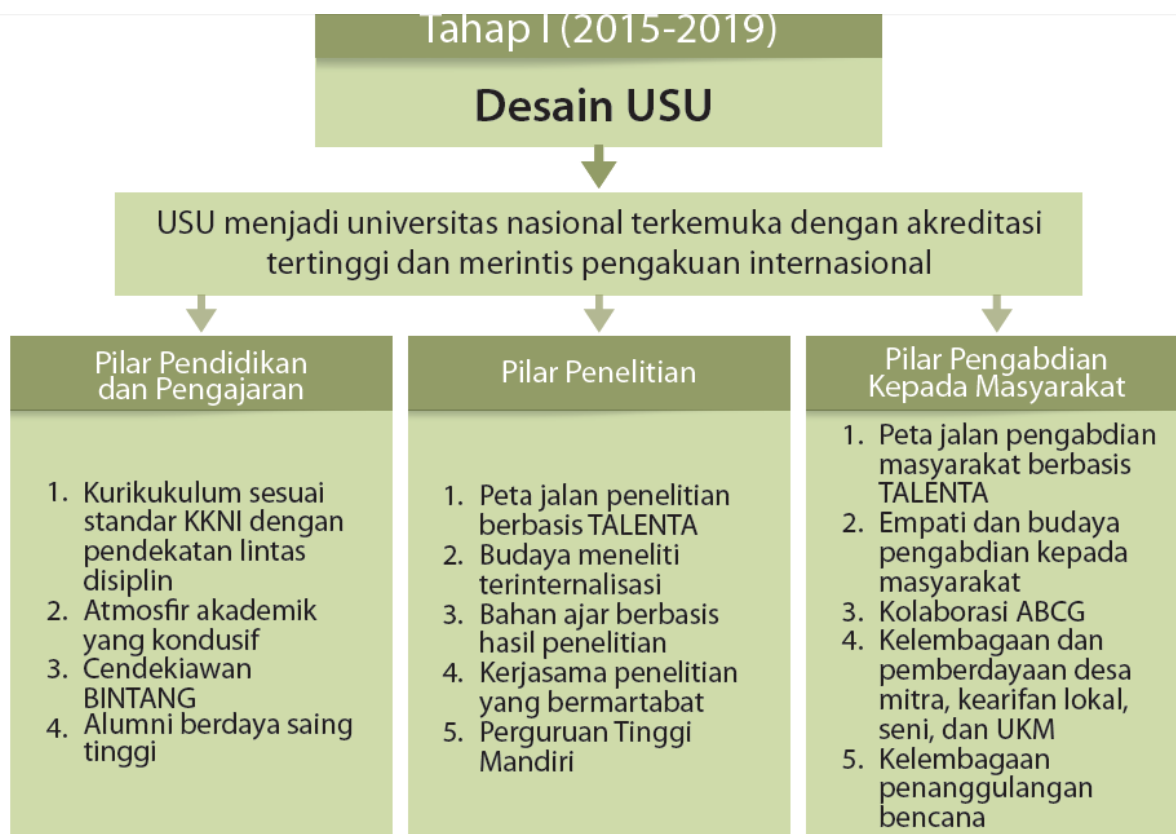 Tahap I (2015-2019)
Desain USU
USU menjadi universitas nasional terkemuka dengan akreditasi
tertinggi dan merintis pengakuan internasional
Pilar Pendidikan
dan Pengajaran
1. Kurikukulum sesuai
standar KKNI dengan
pendekatan lintas
disiplin
2. Atmosfir akademik
yang kondusif
3. Cendekiawan
BINTANG
4. Alumni berdaya saing
tinggi
Pilar Penelitian
1. Peta jalan penelitian
berbasis TALENTA
2. Budaya meneliti
terinternalisasi
3. Bahan ajar berbasis
hasil penelitian
4. Kerjasama penelitian
yang bermartabat
5. Perguruan Tinggi
Mandiri
Pilar Pengabdian
Kepada Masyarakat
1. Peta jalan pengabdian
masyarakat berbasis
TALENTA
2. Empati dan budaya
pengabdian kepada
masyarakat
3. Kolaborasi ABCG
4. Kelembagaan dan
pemberdayaan desa
mitra, kearifan lokal,
seni, dan UKM
5. Kelembagaan
penanggulangan
bencana